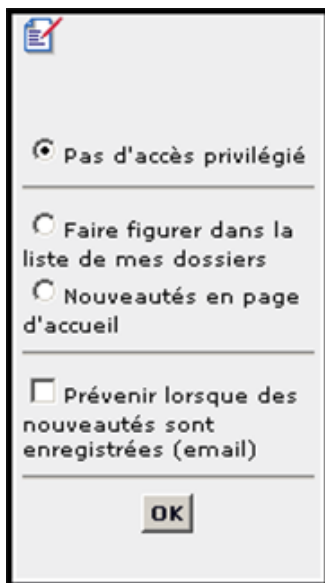 Pas d'accès privilégié
Faire figurer dans la
liste de mes dossiers
Nouveautés en page
d'accueil
Prévenir lorsque des
nouveautés sont
enregistrées (email)
OK